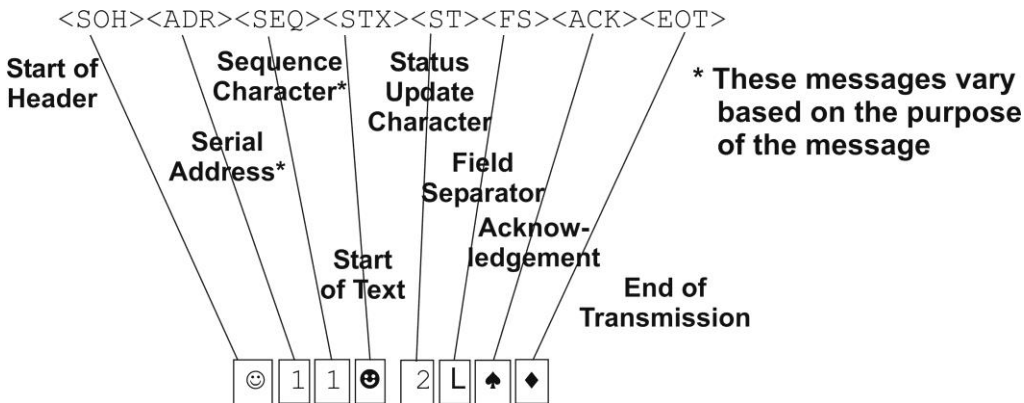 <SOH><ADR><SEQ><STX><ST><FS><ACK><EOT>
Start of
Header
Serial
Address*
Sequence
Character*
Start
of Text
Status
Update
Character
Field
Separator
Acknow-
ledgement
End of
Transmission
* These messages vary
based on the purpose
of the message
☺ 1 1 ☻ 2 L ♠ ♦